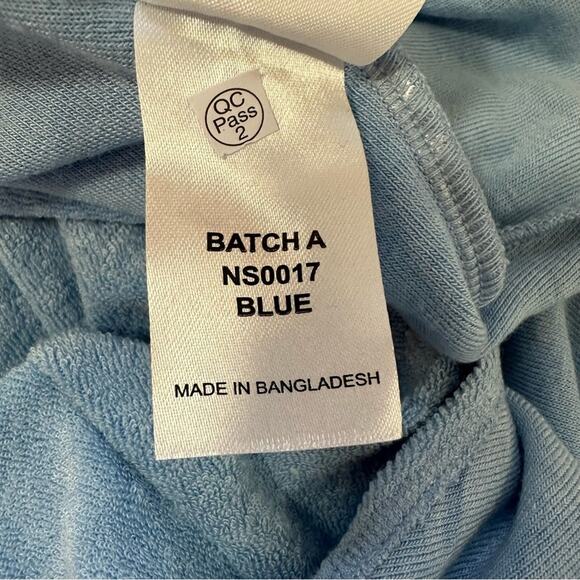 QC
Pass
2
BATCH A
NS0017
BLUE
MADE IN BANGLADESH